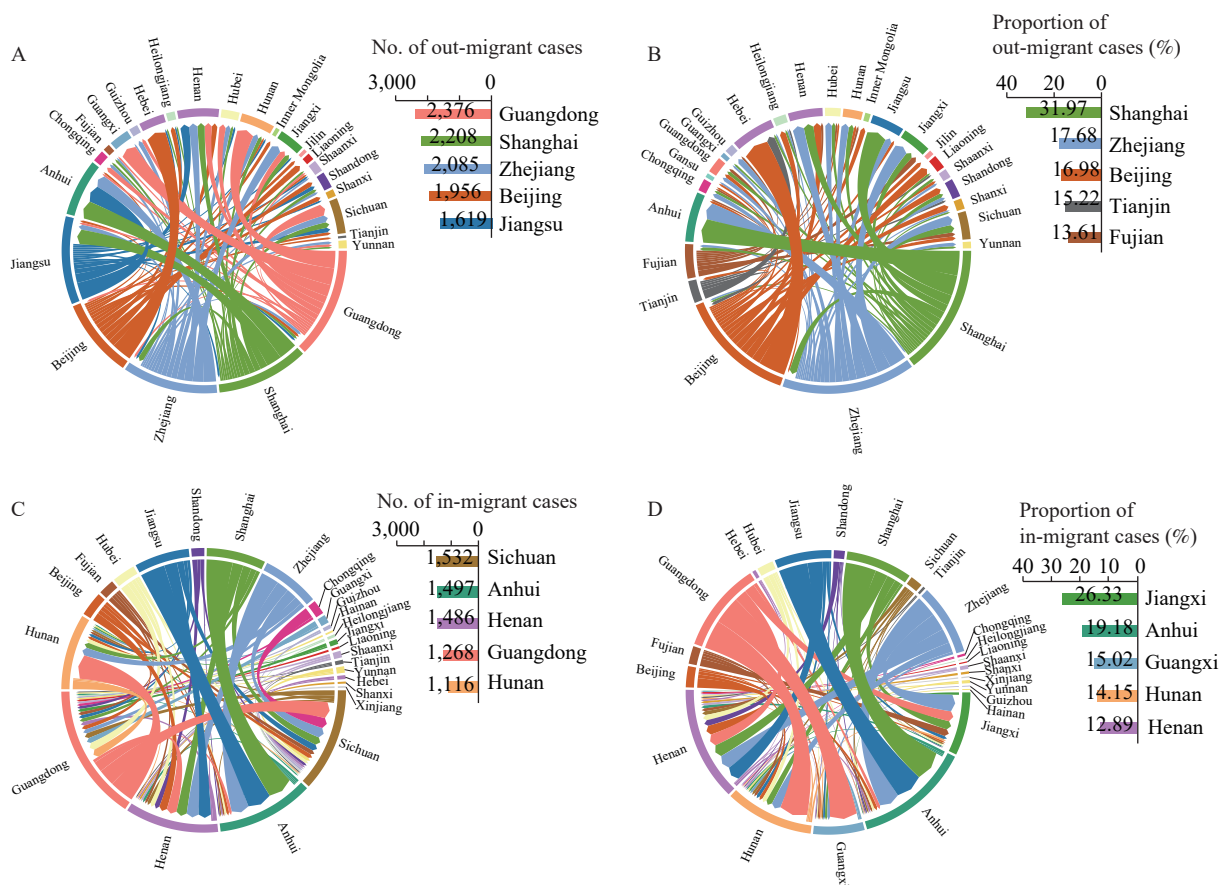 A
No. of out-migrant cases
3,000
0
2,376 Guangdong
2,208 Shanghai
2,085 Zhejiang
1,956 Beijing
1,619 Jiangsu
Jiangsu
Anhui
Chongqing
Fujian
Guangxi
Guizhou
Hebei
Heilongjiang
Henan
Hubei
Hunan
Inner Mongolia
Jiangxi
Jilin
Liaoning
Shaanxi
Shandong
Shanxi
Sichuan
Tianjin
Yunnan
Guangdong
Shanghai
Zhejiang
Beijing
B
Proportion of
out-migrant cases (%)
40
20
0
31.97 Shanghai
17.68 Zhejiang
16.98 Beijing
15.22 Tianjin
13.61 Fujian
Beijing
Tianjin
Fujian
Anhui
Chongqing
Gansu
Guangdong
Guangxi
Guizhou
Hebei
Heilongjiang
Henan
Hubei
Hunan
Inner Mongolia
Jiangsu
Jiangxi
Jilin
Liaoning
Shaanxi
Shandong
Shanxi
Sichuan
Yunnan
Shanghai
Zhejiang
C
No. of in-migrant cases
3,000
0
1,532 Sichuan
1,497 Anhui
1,486 Henan
1,268 Guangdong
1,116 Hunan
Guangdong
Hunan
Beijing
Fujian
Hubei
Jiangsu
Shandong
Shanghai
Zhejiang
Chongqing
Guangxi
Guizhou
Hainan
Heilongjiang
Jiangxi
Liaoning
Shaanxi
Tianjin
Yunnan
Hebei
Shanxi
Xinjiang
Sichuan
Anhui
Henan
D
Proportion of
in-migrant cases (%)
40
20
0
26.33 Jiangxi
19.18 Anhui
15.02 Guangxi
14.15 Hunan
12.89 Henan
Henan
Beijing
Fujian
Guangdong
Hebei
Hubei
Jiangsu
Shandong
Shanghai
Sichuan
Tianjin
Zhejiang
Chongqing
Heilongjiang
Liaoning
Shaanxi
Shanxi
Xinjiang
Yunnan
Guizhou
Hainan
Jiangxi
Anhui
Guangxi
Hunan